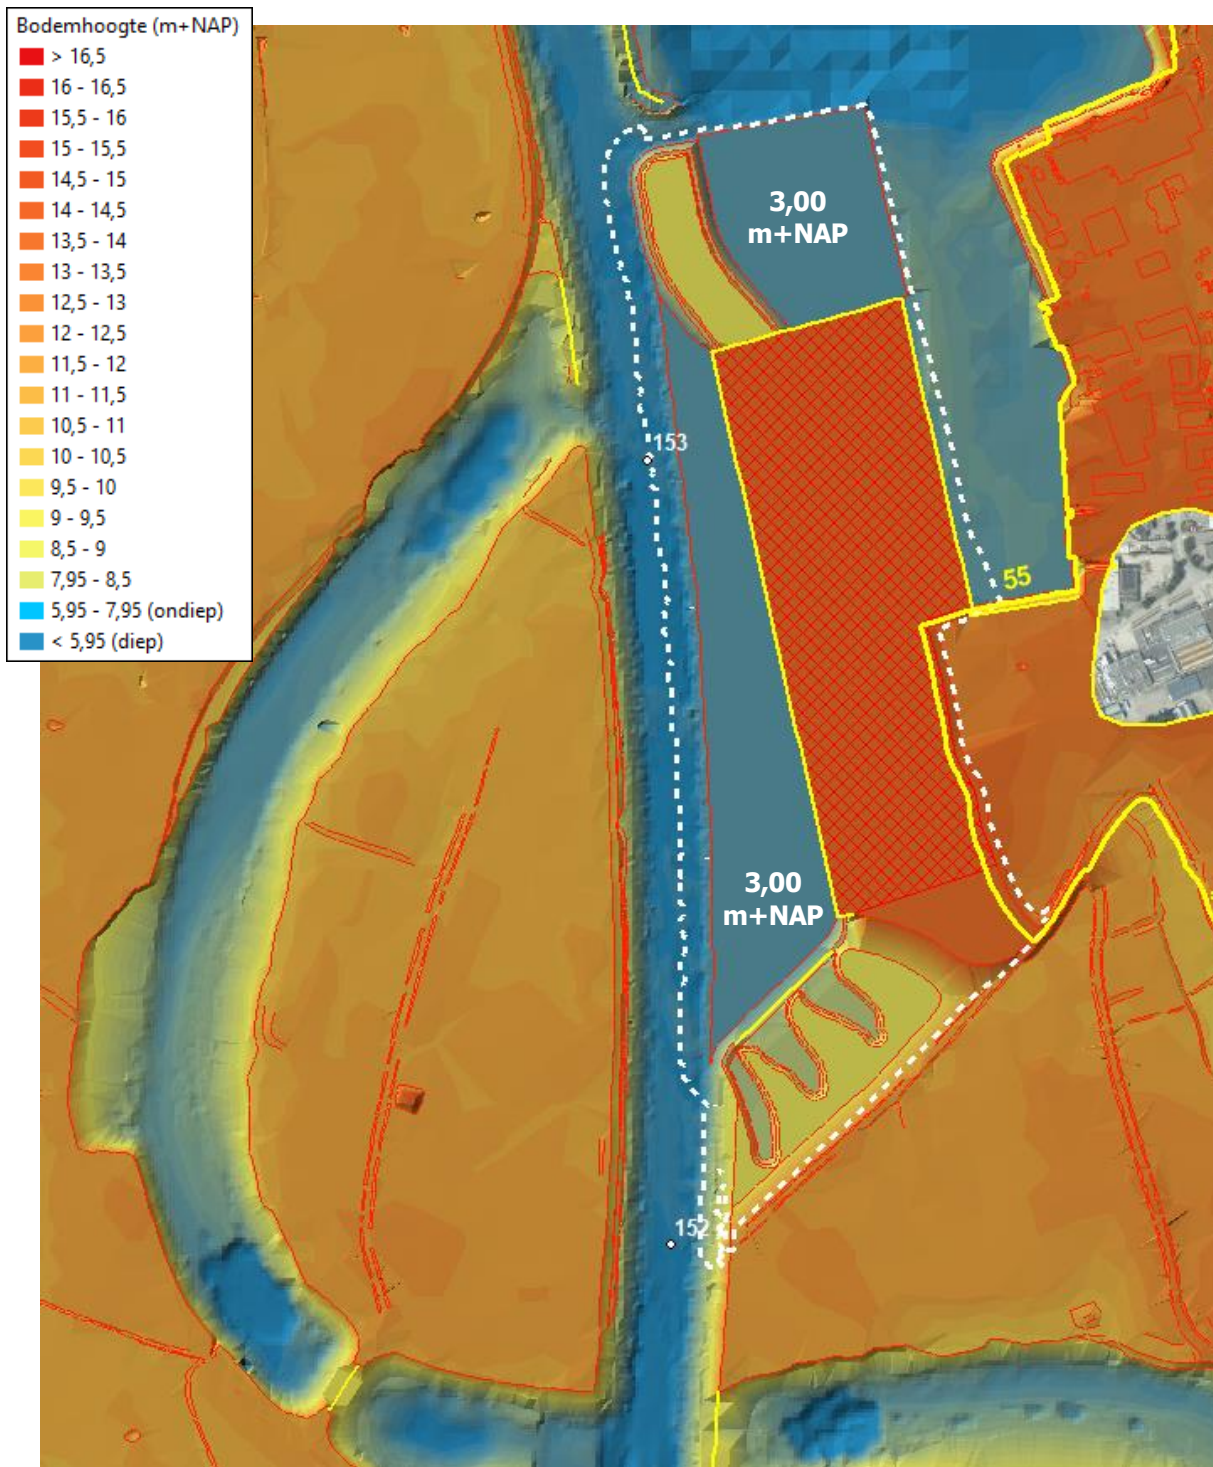 Bodemhoogte (m+NAP)
> 16,5
16 - 16,5
15,5 - 16
15 - 15,5
14,5 - 15
14 - 14,5
13,5 - 14
13 - 13,5
12,5 - 13
12 - 12,5
11,5 - 12
11 - 11,5
10,5 - 11
10 - 10,5
9,5 - 10
9 - 9,5
8,5 - 9
7,95 - 8,5
5,95 - 7,95 (ondiep)
< 5,95 (diep)
3,00
m+NAP
153
55
3,00
m+NAP
152